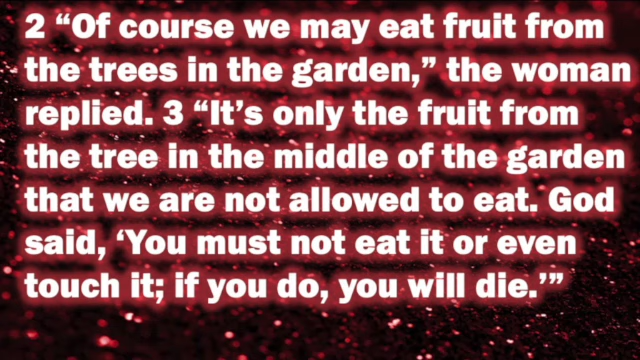 2 “Of course we may eat fruit from
the trees in the garden,” the woman
replied. 3 “It’s only the fruit from
the tree in the middle of the garden
that we are not allowed to eat. God
said, ‘You must not eat it or even
touch it; if you do, you will die.’”